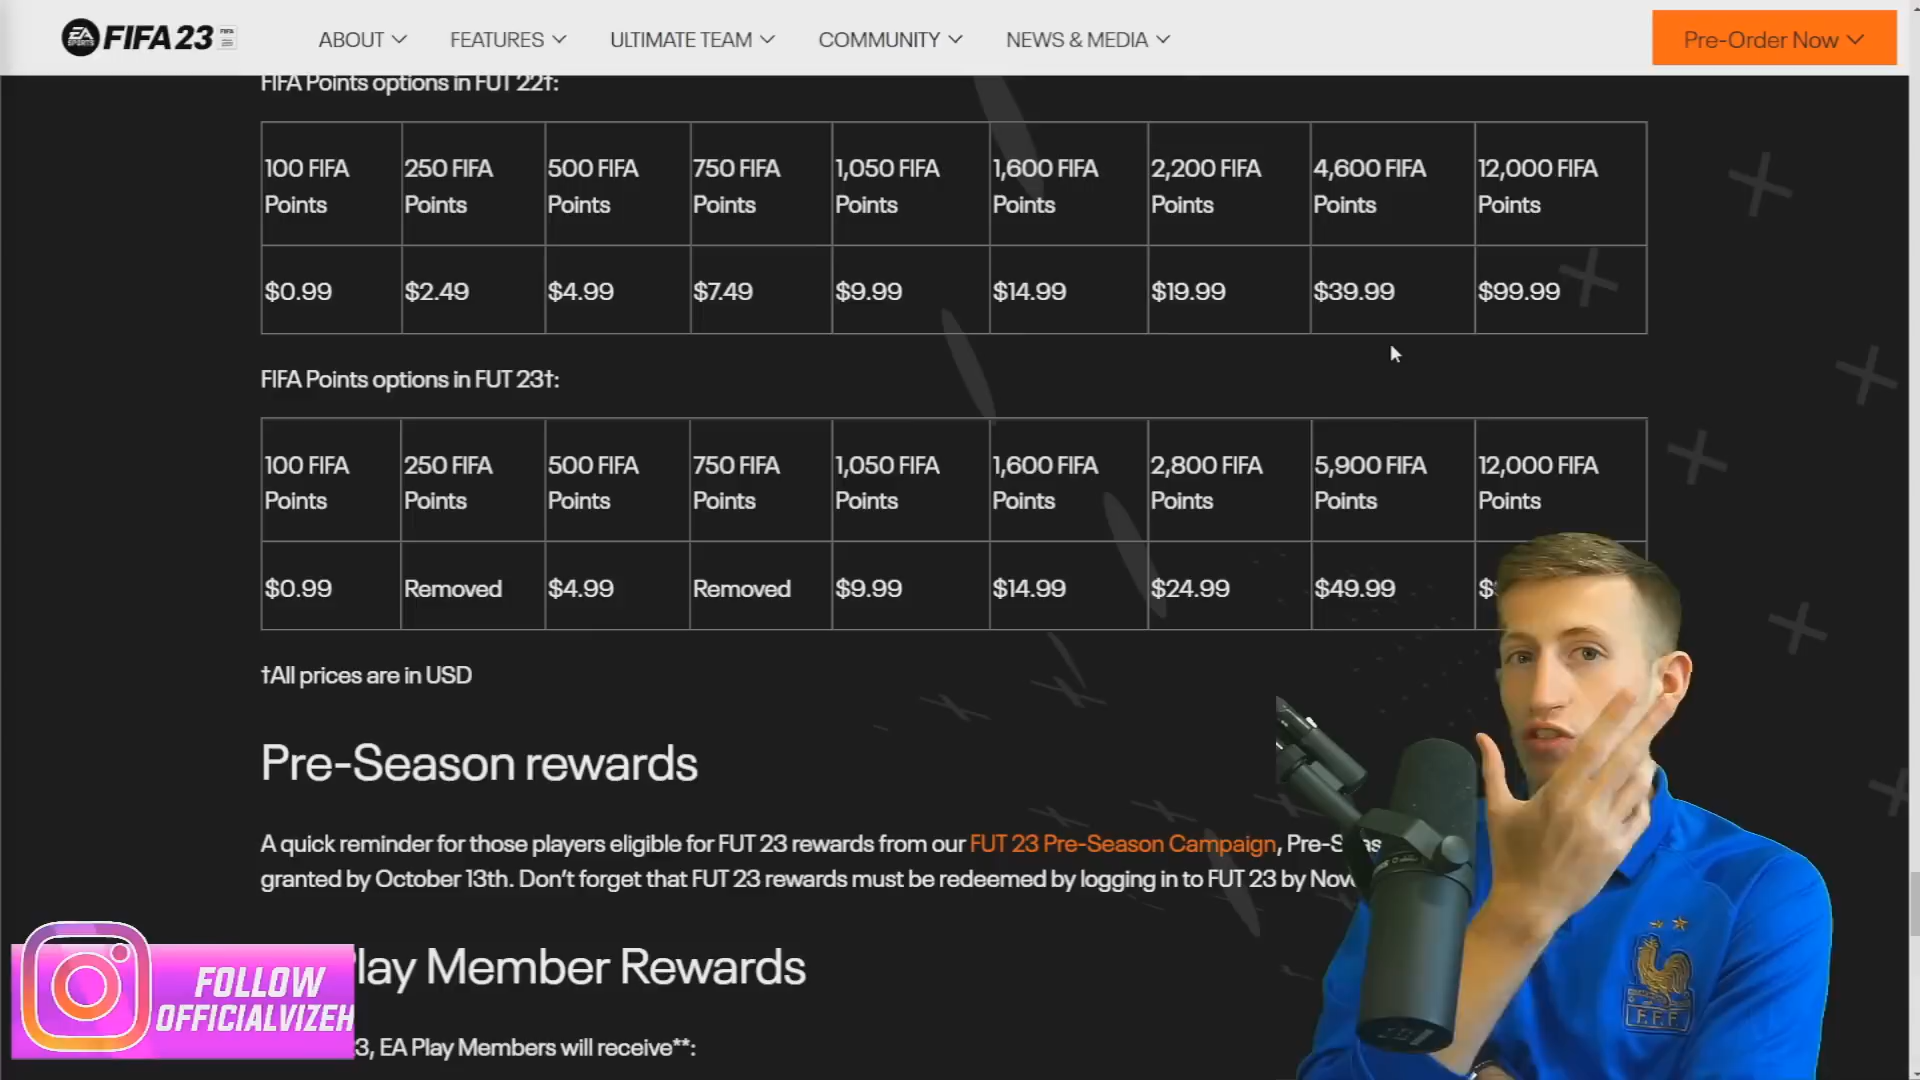 EA SPORTS FIFA 23
ABOUT FEATURES ULTIMATE TEAM COMMUNITY NEWS & MEDIA Pre-Order Now
FIFA Points options in FUT 22†:
100 FIFA Points 250 FIFA Points 500 FIFA Points 750 FIFA Points 1,050 FIFA Points 1,600 FIFA Points 2,200 FIFA Points 4,600 FIFA Points 12,000 FIFA Points
$0.99 $2.49 $4.99 $7.49 $9.99 $14.99 $19.99 $39.99 $99.99
FIFA Points options in FUT 23†:
100 FIFA Points 250 FIFA Points 500 FIFA Points 750 FIFA Points 1,050 FIFA Points 1,600 FIFA Points 2,800 FIFA Points 5,900 FIFA Points 12,000 FIFA Points
$0.99 Removed $4.99 Removed $9.99 $14.99 $24.99 $49.99 $
†All prices are in USD
Pre-Season rewards
A quick reminder for those players eligible for FUT 23 rewards from our FUT 23 Pre-Season Campaign, Pre-S
granted by October 13th. Don't forget that FUT 23 rewards must be redeemed by logging in to FUT 23 by Nov
lay Member Rewards
3, EA Play Members will receive**:
FOLLOW
OFFICIALVIZEH
F.F.F.